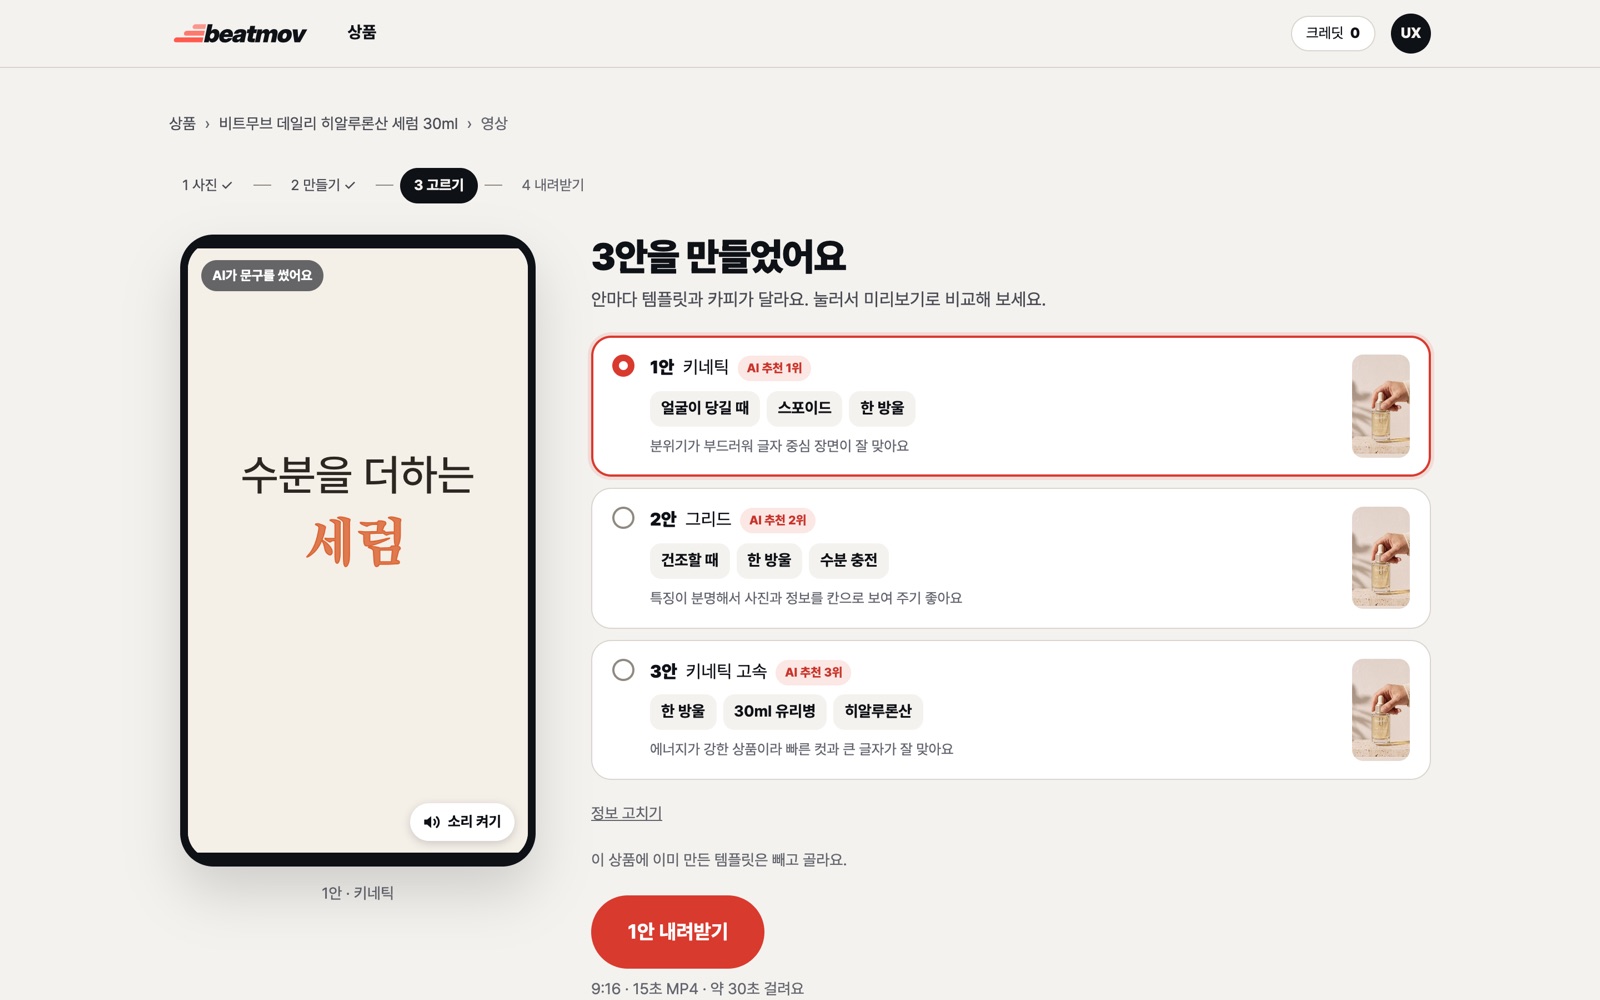 beatmov 상품 크레딧 0 UX
상품 › 비트무브 데일리 히알루론산 세럼 30ml › 영상
1 사진 ✓ — 2 만들기 ✓ — 3 고르기 — 4 내려받기
AI가 문구를 썼어요
수분을 더하는
세럼
소리 켜기
1안 · 키네틱
3안을 만들었어요
안마다 템플릿과 카피가 달라요. 눌러서 미리보기로 비교해 보세요.
1안 키네틱 AI 추천 1위
얼굴이 당길 때 스포이드 한 방울
분위기가 부드러워 글자 중심 장면이 잘 맞아요
2안 그리드 AI 추천 2위
건조할 때 한 방울 수분 충전
특징이 분명해서 사진과 정보를 칸으로 보여 주기 좋아요
3안 키네틱 고속 AI 추천 3위
한 방울 30ml 유리병 히알루론산
에너지가 강한 상품이라 빠른 컷과 큰 글자가 잘 맞아요
정보 고치기
이 상품에 이미 만든 템플릿은 빼고 골라요.
1안 내려받기
9:16 · 15초 MP4 · 약 30초 걸려요